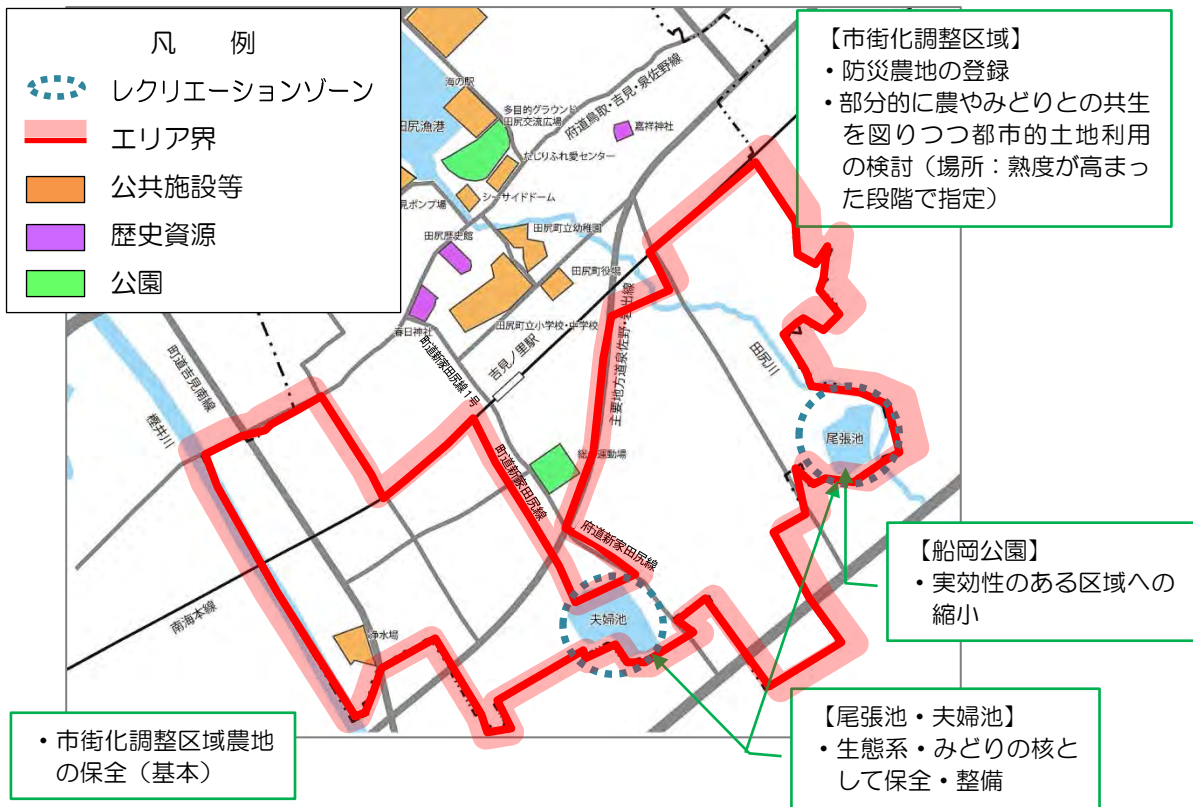 凡 例
レクリエーションゾーン
エリア界
公共施設等
歴史資源
公園
【市街化調整区域】
・防災農地の登録
・部分的に農やみどりとの共生
を図りつつ都市的土地利用
の検討（場所：熟度が高まっ
た段階で指定）
海の駅
多目的グラウンド
田尻交流広場
田尻漁港
府道鳥取・吉見・泉佐野線
嘉祥神社
たじりふれ愛センター
シーサイドドーム
見ポンプ場
田尻歴史館
田尻町立幼稚園
田尻町役場
田尻町立小学校・中学校
春日神社
吉見ノ里駅
町道新家田尻線1号
主要地方道泉佐野・岩出線
町道吉見南線
樫井川
田尻川
尾張池
町道新家田尻線
府道新家田尻線
夫婦池
南海本線
浄水場
【船岡公園】
・実効性のある区域への
縮小
【尾張池・夫婦池】
・生態系・みどりの核と
して保全・整備
・市街化調整区域農地
の保全（基本）